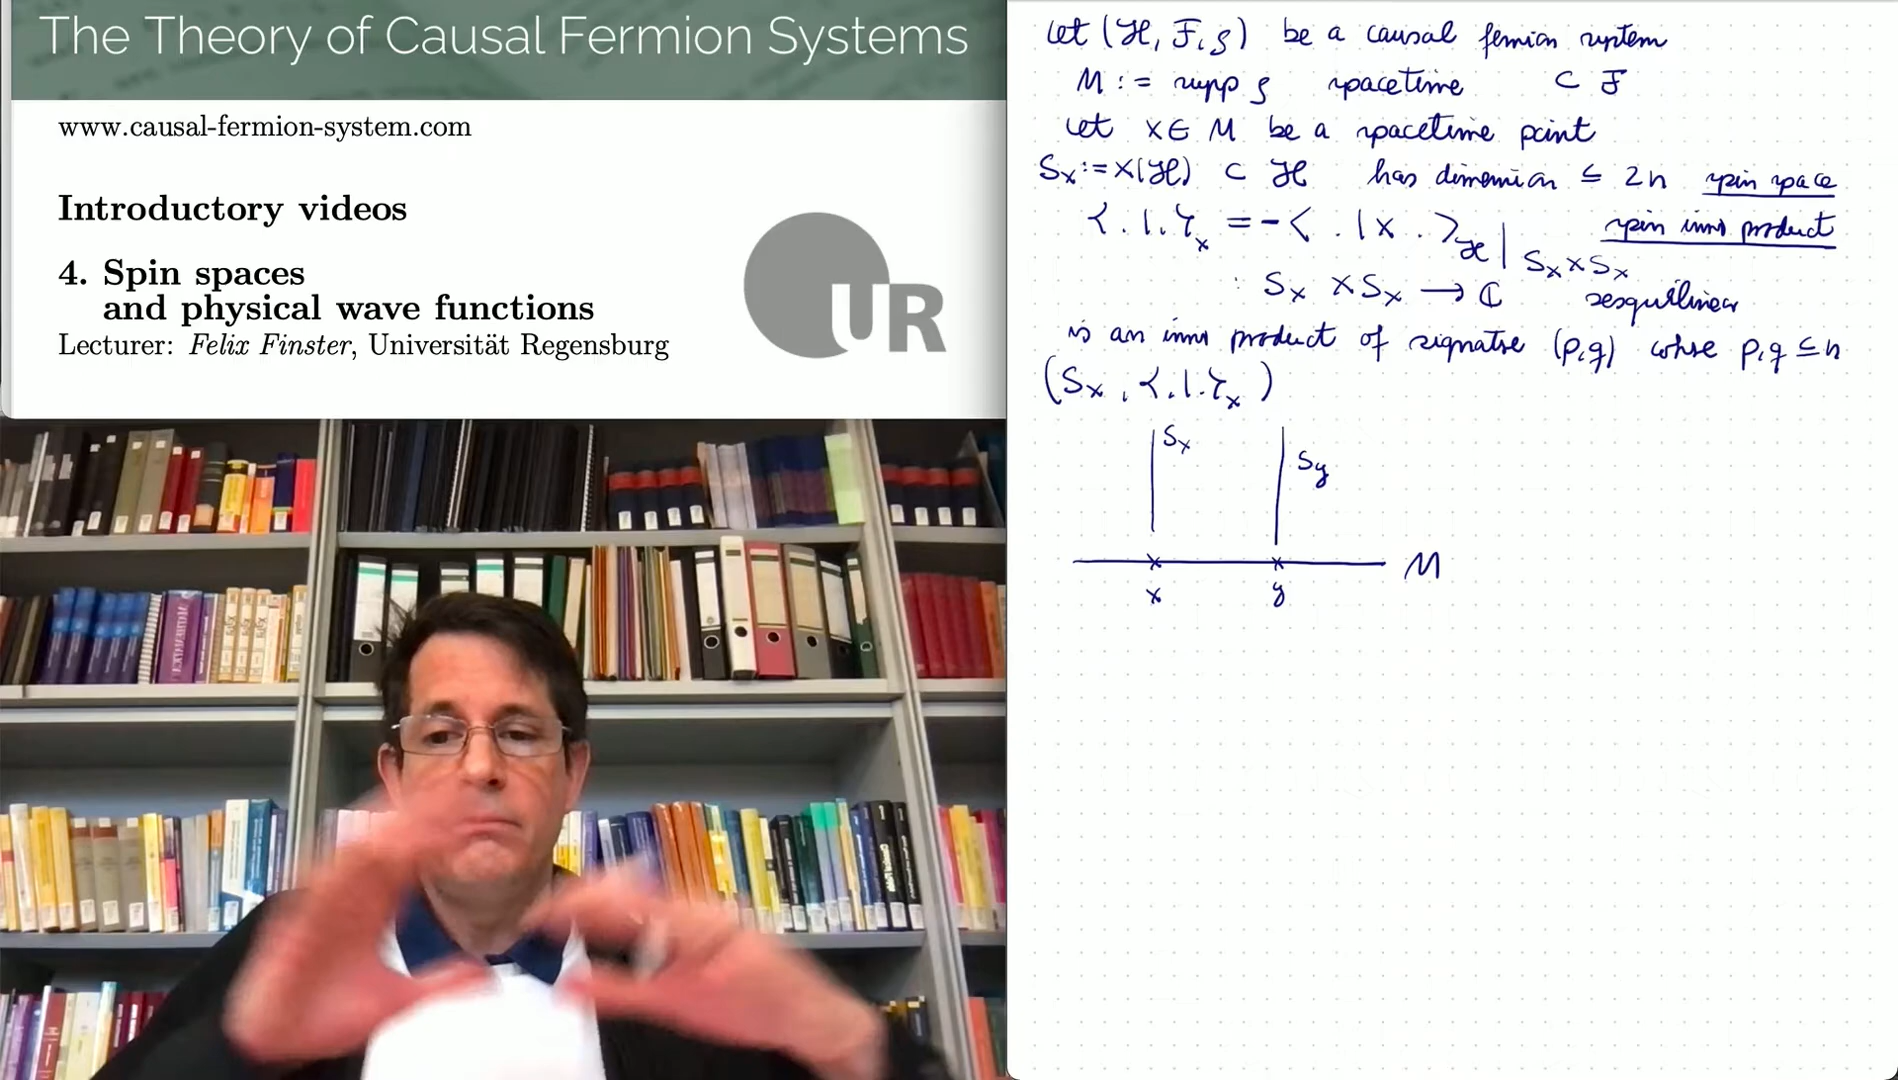 The Theory of Causal Fermion Systems
www.causal-fermion-system.com
Introductory videos
4. Spin spaces
and physical wave functions
Lecturer: Felix Finster, Universität Regensburg
UR
Let (ℋ, ℱ, ρ) be a causal fermion system
M := supp ρ spacetime ⊂ ℱ
Let x ∈ M be a spacetime point
Sₓ := x(ℋ) ⊂ ℋ has dimension ≤ 2n spin space
≺.|.≻ₓ = -<.|x.>_ℋ|_{Sₓ×Sₓ} spin inner product
: Sₓ × Sₓ → ℂ sesquilinear
is an inner product of signature (p,q) where p,q ≤ n
(Sₓ, ≺.|.≻ₓ)
Sₓ S_y
M
x y